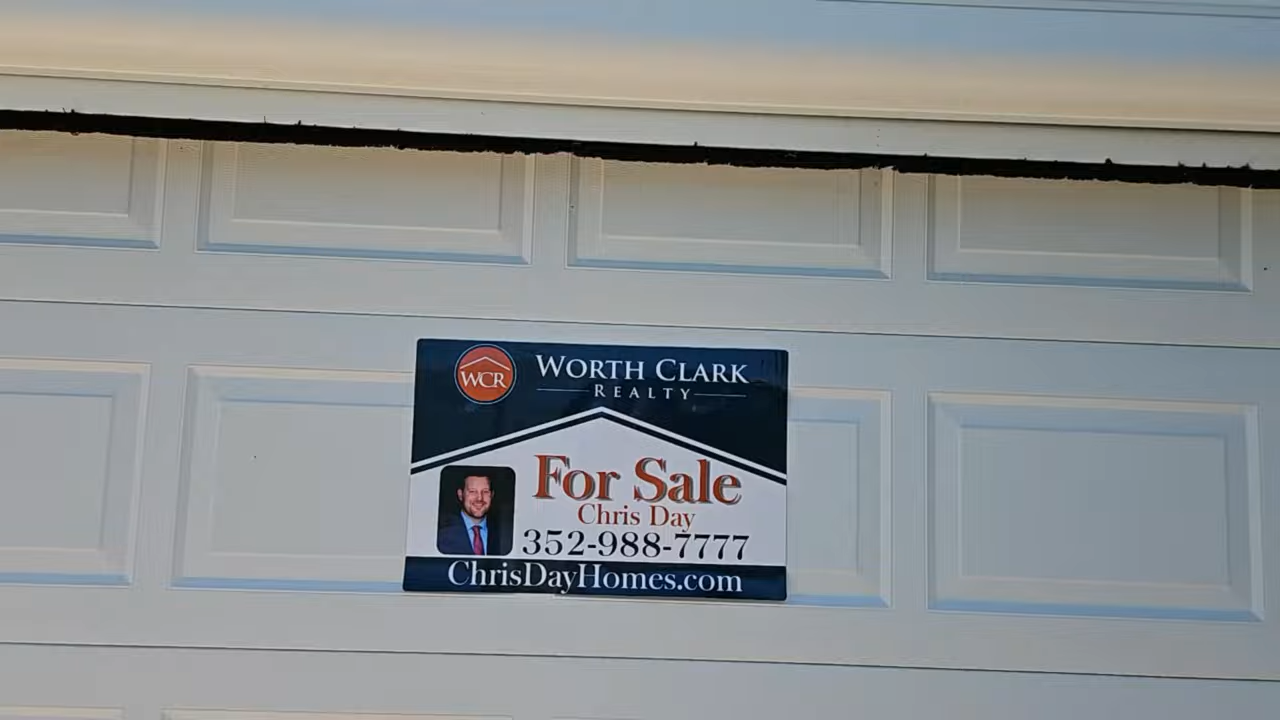 WCR
WORTH CLARK
REALTY
For Sale
Chris Day
352-988-7777
ChrisDayHomes.com